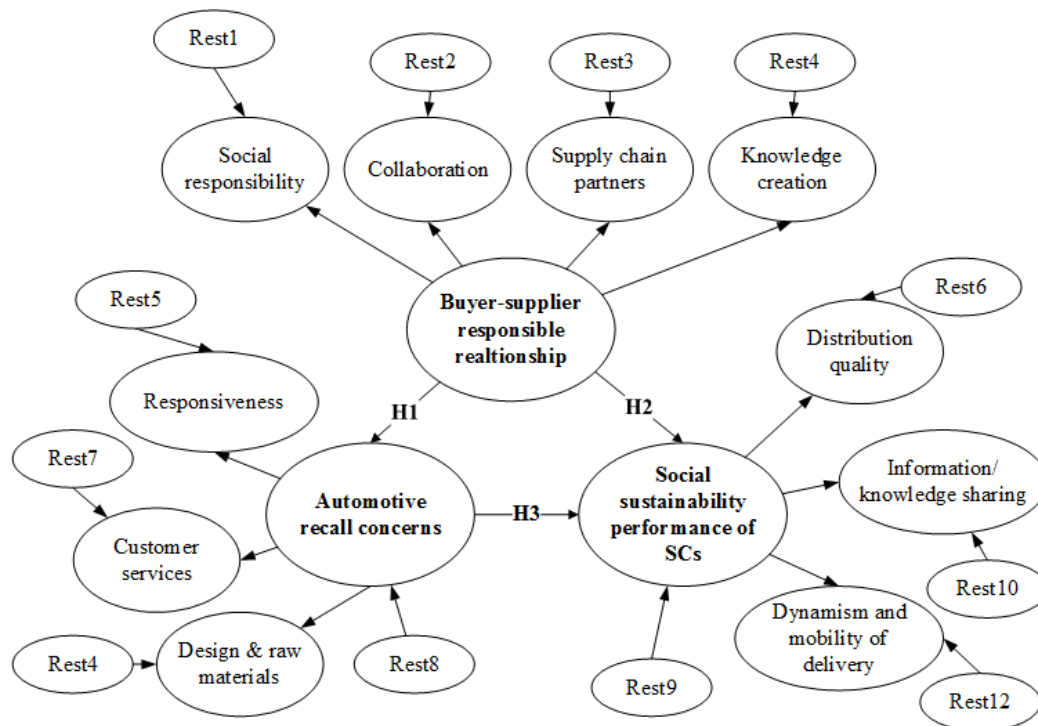 Rest1
Rest2
Rest3
Rest4
Social
responsibility
Collaboration
Supply chain
partners
Knowledge
creation
Buyer-supplier
responsible
realtionship
Rest5
Rest6
Distribution
quality
Responsiveness
H1
H2
Rest7
Customer
services
Automotive
recall concerns
H3
Social
sustainability
performance of
SCs
Information/
knowledge sharing
Rest10
Dynamism and
mobility of
delivery
Rest4
Design & raw
materials
Rest8
Rest9
Rest12